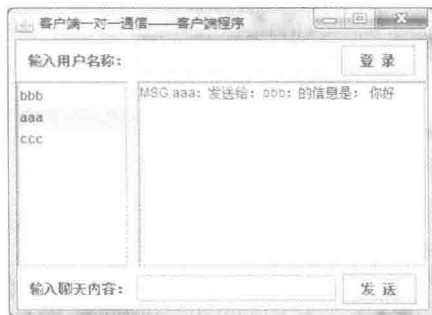 客户端一对一通信——客户端程序
输入用户名称：
登录
bbb
aaa
ccc
MSG,aaa：发送给：bbb：的信息是：你好
输入聊天内容：
发送